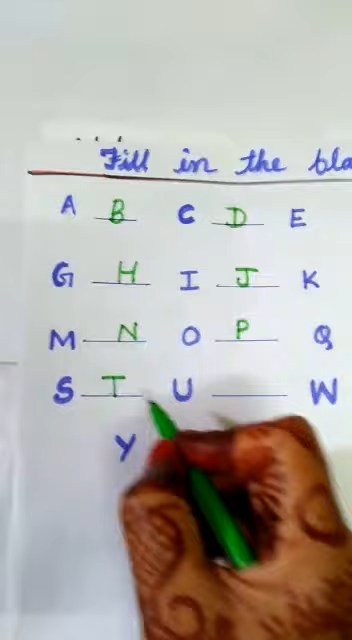 Fill in the bla
A B C D E
G H I J K
M N O P Q
S T U W
Y